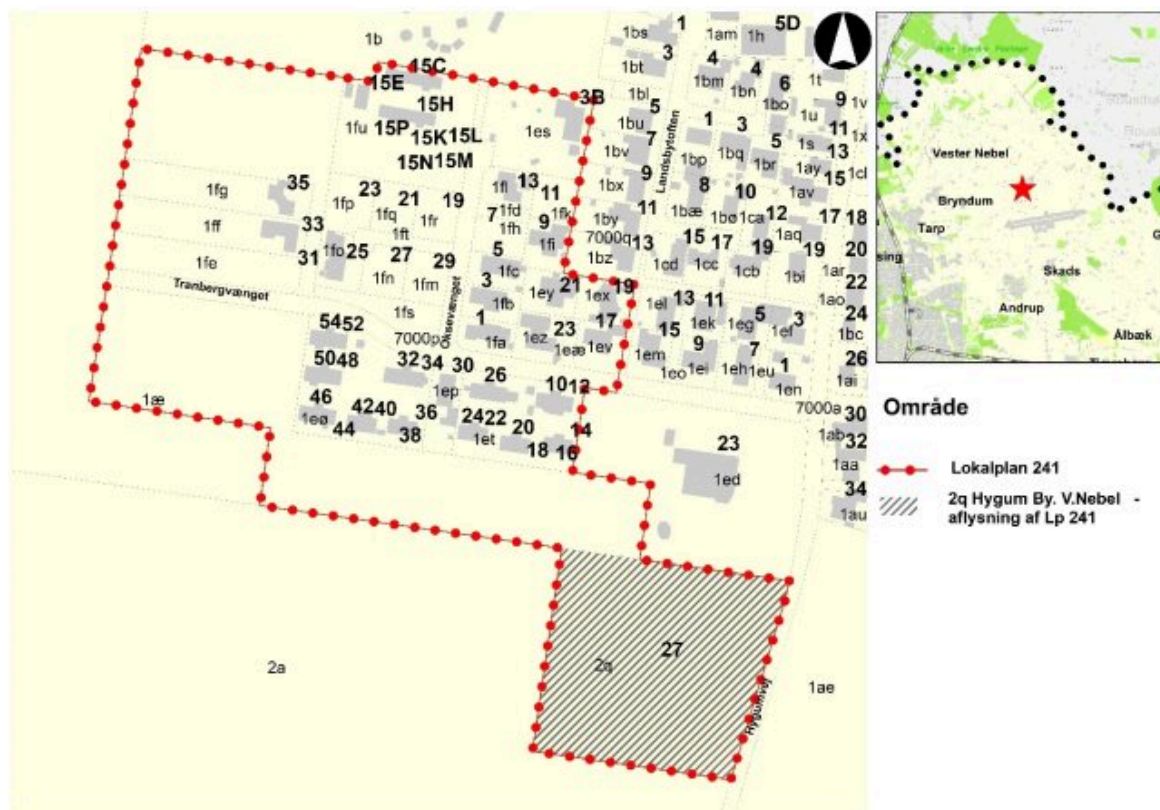 1b
15C
15E
15H
15P
1fu
15K
15L
15N
15M
1es
3B
1bs
1
1am
5D
1h
3
1bt
4
1bm
4
1bn
1t
6
1bo
9
1v
1bl
5
1bu
1
3
1u
11
1x
7
1bv
Landsbytoften
1bp
1bq
5
1br
1s
13
1cl
9
1bx
8
10
1ay
15
1av
35
1fg
23
1fp
21
1fq
19
1fr
13
1fl
11
7
1fd
1fk
1fh
9
1fi
11
1by
1bæ
1bø
1ca
12
17
18
33
1ff
1ft
7000q
13
15
17
19
1aq
19
20
31
1fo
25
27
29
5
1fc
1bz
1cd
1cc
1cb
1bi
1ar
1fe
1fn
1fm
3
21
19
22
Tranbergvænget
1fs
Oksevænget
1fb
1ey
1ex
1el
13
11
5
3
1ao
24
54
52
7000p
1
1fa
23
1ez
1eæ
17
1ev
15
1em
1ek
1eg
1ef
1bc
9
7
26
50
48
32
34
30
26
1eo
1ei
1eh
1eu
1
1en
1ai
46
1æ
1eø
44
42
40
36
1ep
10
12
7000a
30
38
24
22
1et
20
14
18
16
23
1ed
1ab
32
1aa
34
1au
2a
2q
27
Hygumvej
1ae
Vester Nebel
Bryndum
Tarp
Skads
Andrup
Ålbæk
Område
Lokalplan 241
2q Hygum By. V.Nebel -
aflysning af Lp 241